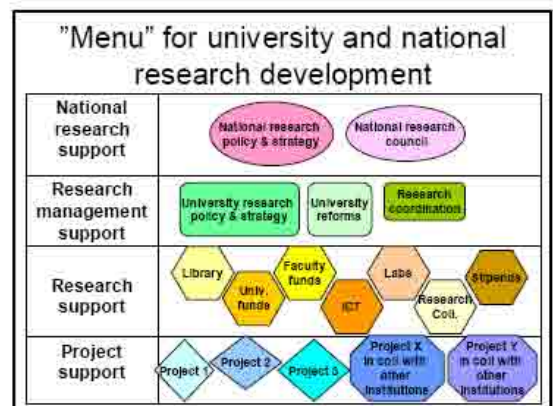 "Menu" for university and national
research development
National
research
support
National research
policy & strategy
National research
council
Research
management
support
University research
policy & strategy
University
reforms
Research
coordination
Research
support
Library
Univ.
funds
Faculty
funds
ICT
Labs
Research
Coll.
Stipends
Project
support
Project 1
Project 2
Project 3
Project X
in coll with
other
institutions
Project Y
in coll with
other
institutions